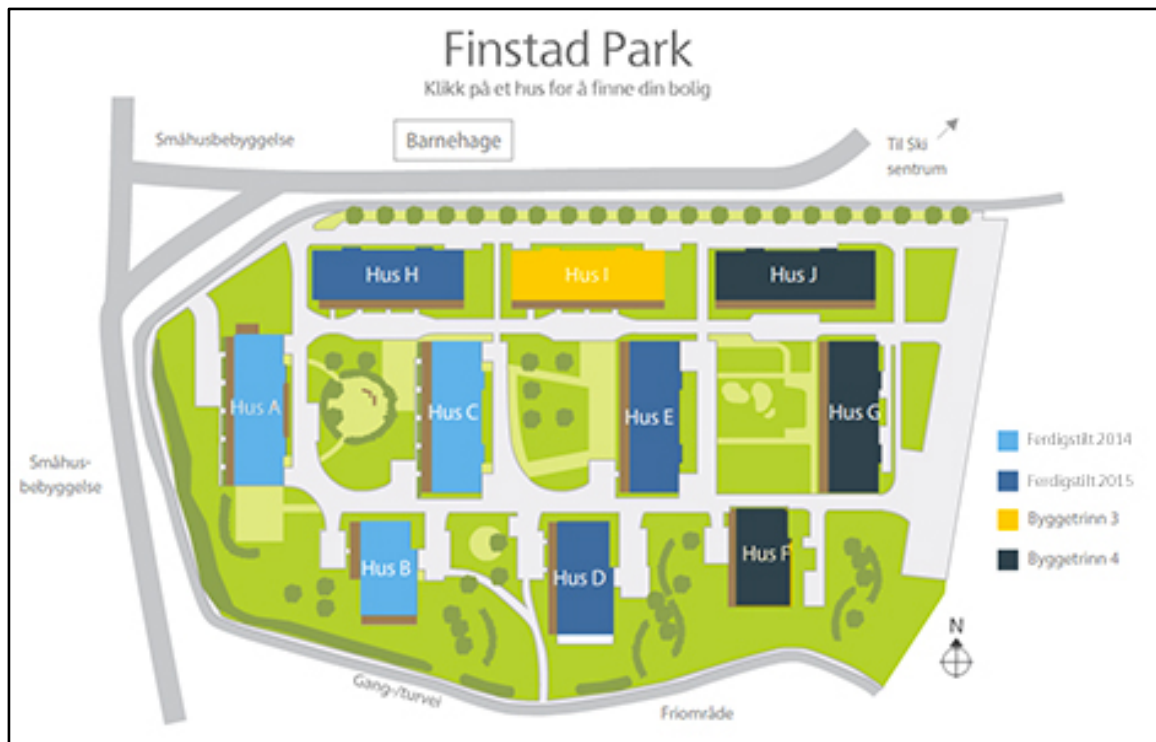 Finstad Park
Klikk på et hus for å finne din bolig
Småhusbebyggelse
Barnehage
Til Ski
sentrum
Hus H
Hus I
Hus J
Hus A
Hus C
Hus E
Hus G
Småhus-
bebyggelse
Ferdigstilt 2014
Ferdigstilt 2015
Byggetrinn 3
Byggetrinn 4
Hus B
Hus D
Hus F
N
Gang-/turvei
Friområde